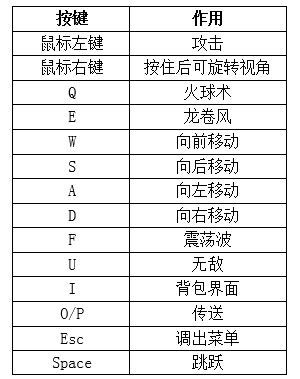 按键 作用
鼠标左键 攻击
鼠标右键 按住后可旋转视角
Q 火球术
E 龙卷风
W 向前移动
S 向后移动
A 向左移动
D 向右移动
F 震荡波
U 无敌
I 背包界面
O/P 传送
Esc 调出菜单
Space 跳跃